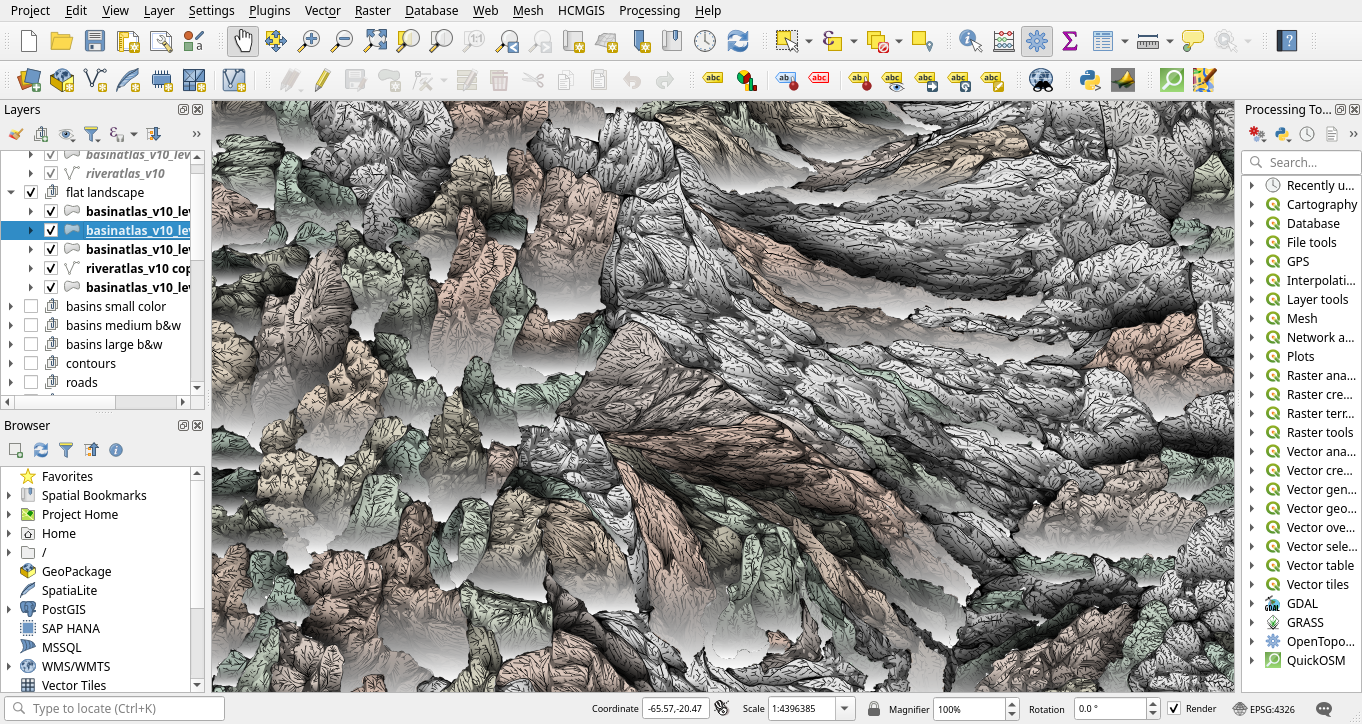 Project Edit View Layer Settings Plugins Vector Raster Database Web Mesh HCMGIS Processing Help
1:1
abc abc abc abc abc abc abc abc
Layers
Processing To...
basinatlas_v10_lev
riveratlas_v10
flat landscape
basinatlas_v10_lev
basinatlas_v10_lev
basinatlas_v10_lev
riveratlas_v10 cop
basinatlas_v10_lev
basins small color
basins medium b&w
basins large b&w
contours
roads
Browser
Favorites
Spatial Bookmarks
Project Home
Home
/
GeoPackage
SpatiaLite
PostGIS
SAP HANA
MSSQL
WMS/WMTS
Vector Tiles
Search...
Recently u...
Cartography
Database
File tools
GPS
Interpolati...
Layer tools
Mesh
Network a...
Plots
Raster ana...
Raster cre...
Raster terr...
Raster tools
Vector ana...
Vector cre...
Vector gen...
Vector geo...
Vector ove...
Vector sele...
Vector table
Vector tiles
GDAL
GRASS
OpenTopo...
QuickOSM
Type to locate (Ctrl+K) Coordinate -65.57,-20.47 Scale 1:4396385 Magnifier 100% Rotation 0.0 ° Render EPSG:4326